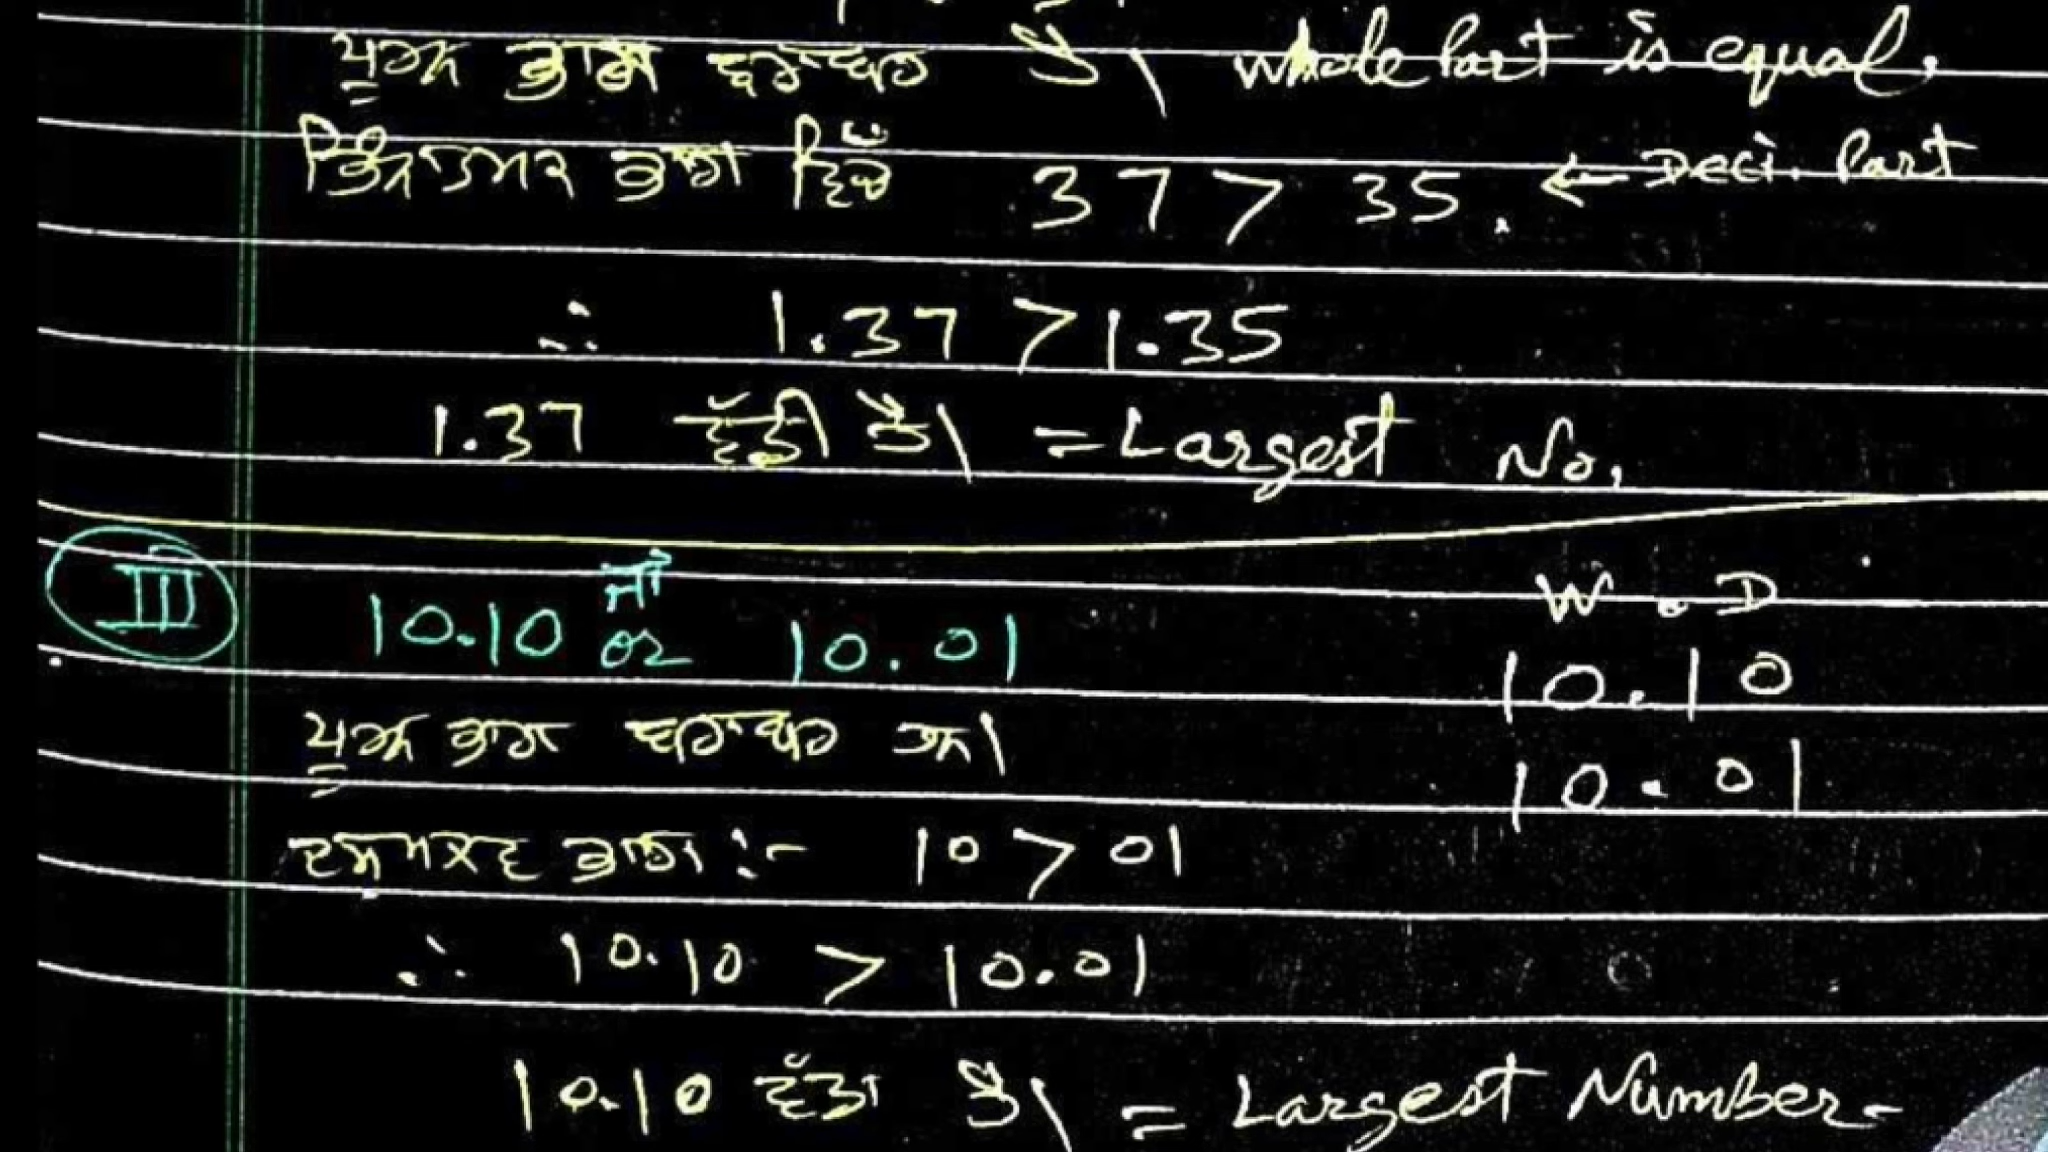 ਪੂਰਨ ਭਾਗ ਬਰਾਬਰ ਹੈ। whole Part is equal.
ਭਾਗ ਵਿੱਚੋਂ 37 > 35. ← Deci. Part
∴ 1.37 > 1.35
1.37 ਵੱਡੀ ਹੈ। = Largest No.
III 10.10 ਜਾਂ or 10.01
W . D
10.10
10.01
ਪੂਰਨ ਭਾਗ ਬਰਾਬਰ ਹਨ।
ਦਸ਼ਮਲਵ ਭਾਗ :- 10 > 01
∴ 10.10 > 10.01
10.10 ਵੱਡਾ ਹੈ। = Largest Number-